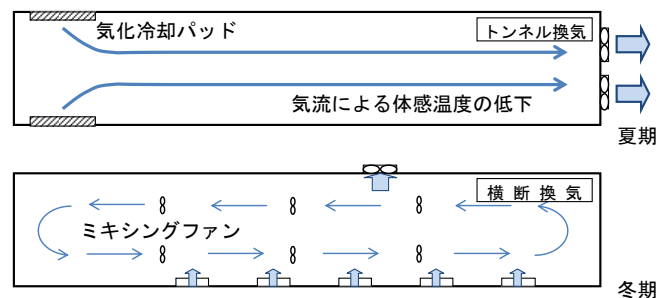 気化冷却パッド
トンネル換気
気流による体感温度の低下
夏期
横断換気
ミキシングファン
冬期